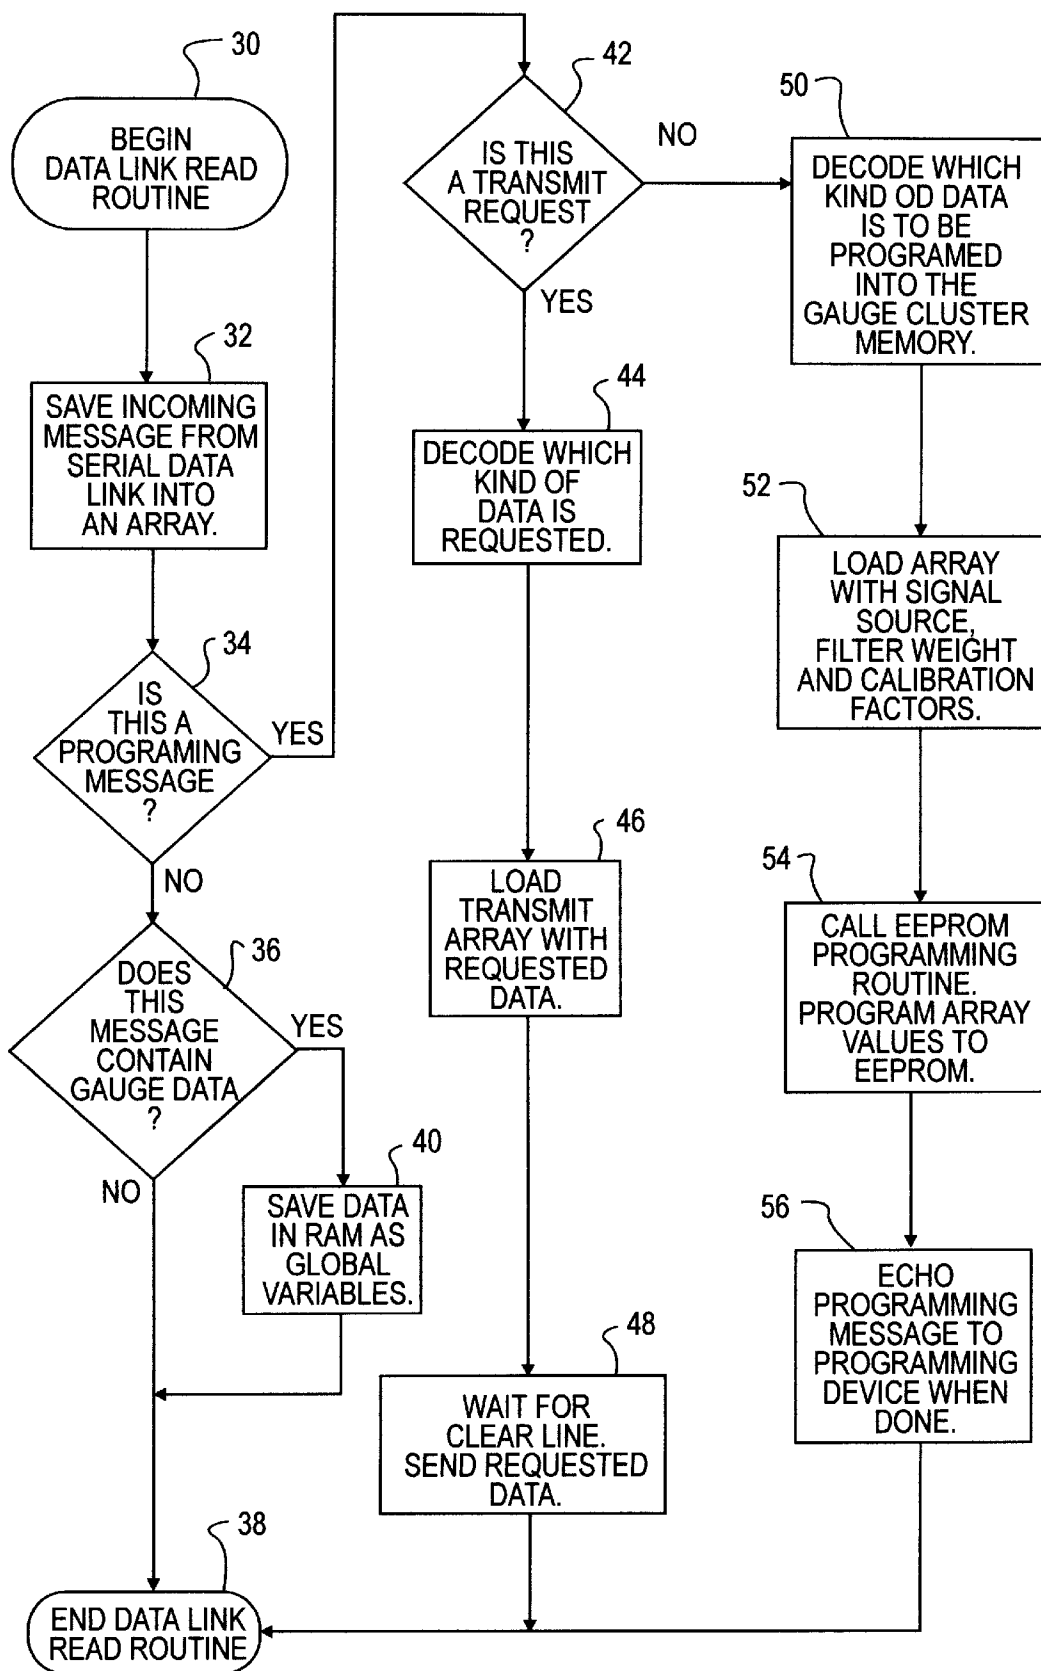 30
BEGIN
DATA LINK READ
ROUTINE
32
SAVE INCOMING
MESSAGE FROM
SERIAL DATA
LINK INTO
AN ARRAY.
34
IS
THIS A
PROGRAMING
MESSAGE
?
YES
NO
36
DOES
THIS
MESSAGE
CONTAIN
GAUGE DATA
?
YES
NO
40
SAVE DATA
IN RAM AS
GLOBAL
VARIABLES.
38
END DATA LINK
READ ROUTINE
42
IS THIS
A TRANSMIT
REQUEST
?
NO
YES
44
DECODE WHICH
KIND OF
DATA IS
REQUESTED.
46
LOAD
TRANSMIT
ARRAY WITH
REQUESTED
DATA.
48
WAIT FOR
CLEAR LINE.
SEND REQUESTED
DATA.
50
DECODE WHICH
KIND OD DATA
IS TO BE
PROGRAMED
INTO THE
GAUGE CLUSTER
MEMORY.
52
LOAD ARRAY
WITH SIGNAL
SOURCE,
FILTER WEIGHT
AND CALIBRATION
FACTORS.
54
CALL EEPROM
PROGRAMMING
ROUTINE.
PROGRAM ARRAY
VALUES TO
EEPROM.
56
ECHO
PROGRAMMING
MESSAGE TO
PROGRAMMING
DEVICE WHEN
DONE.